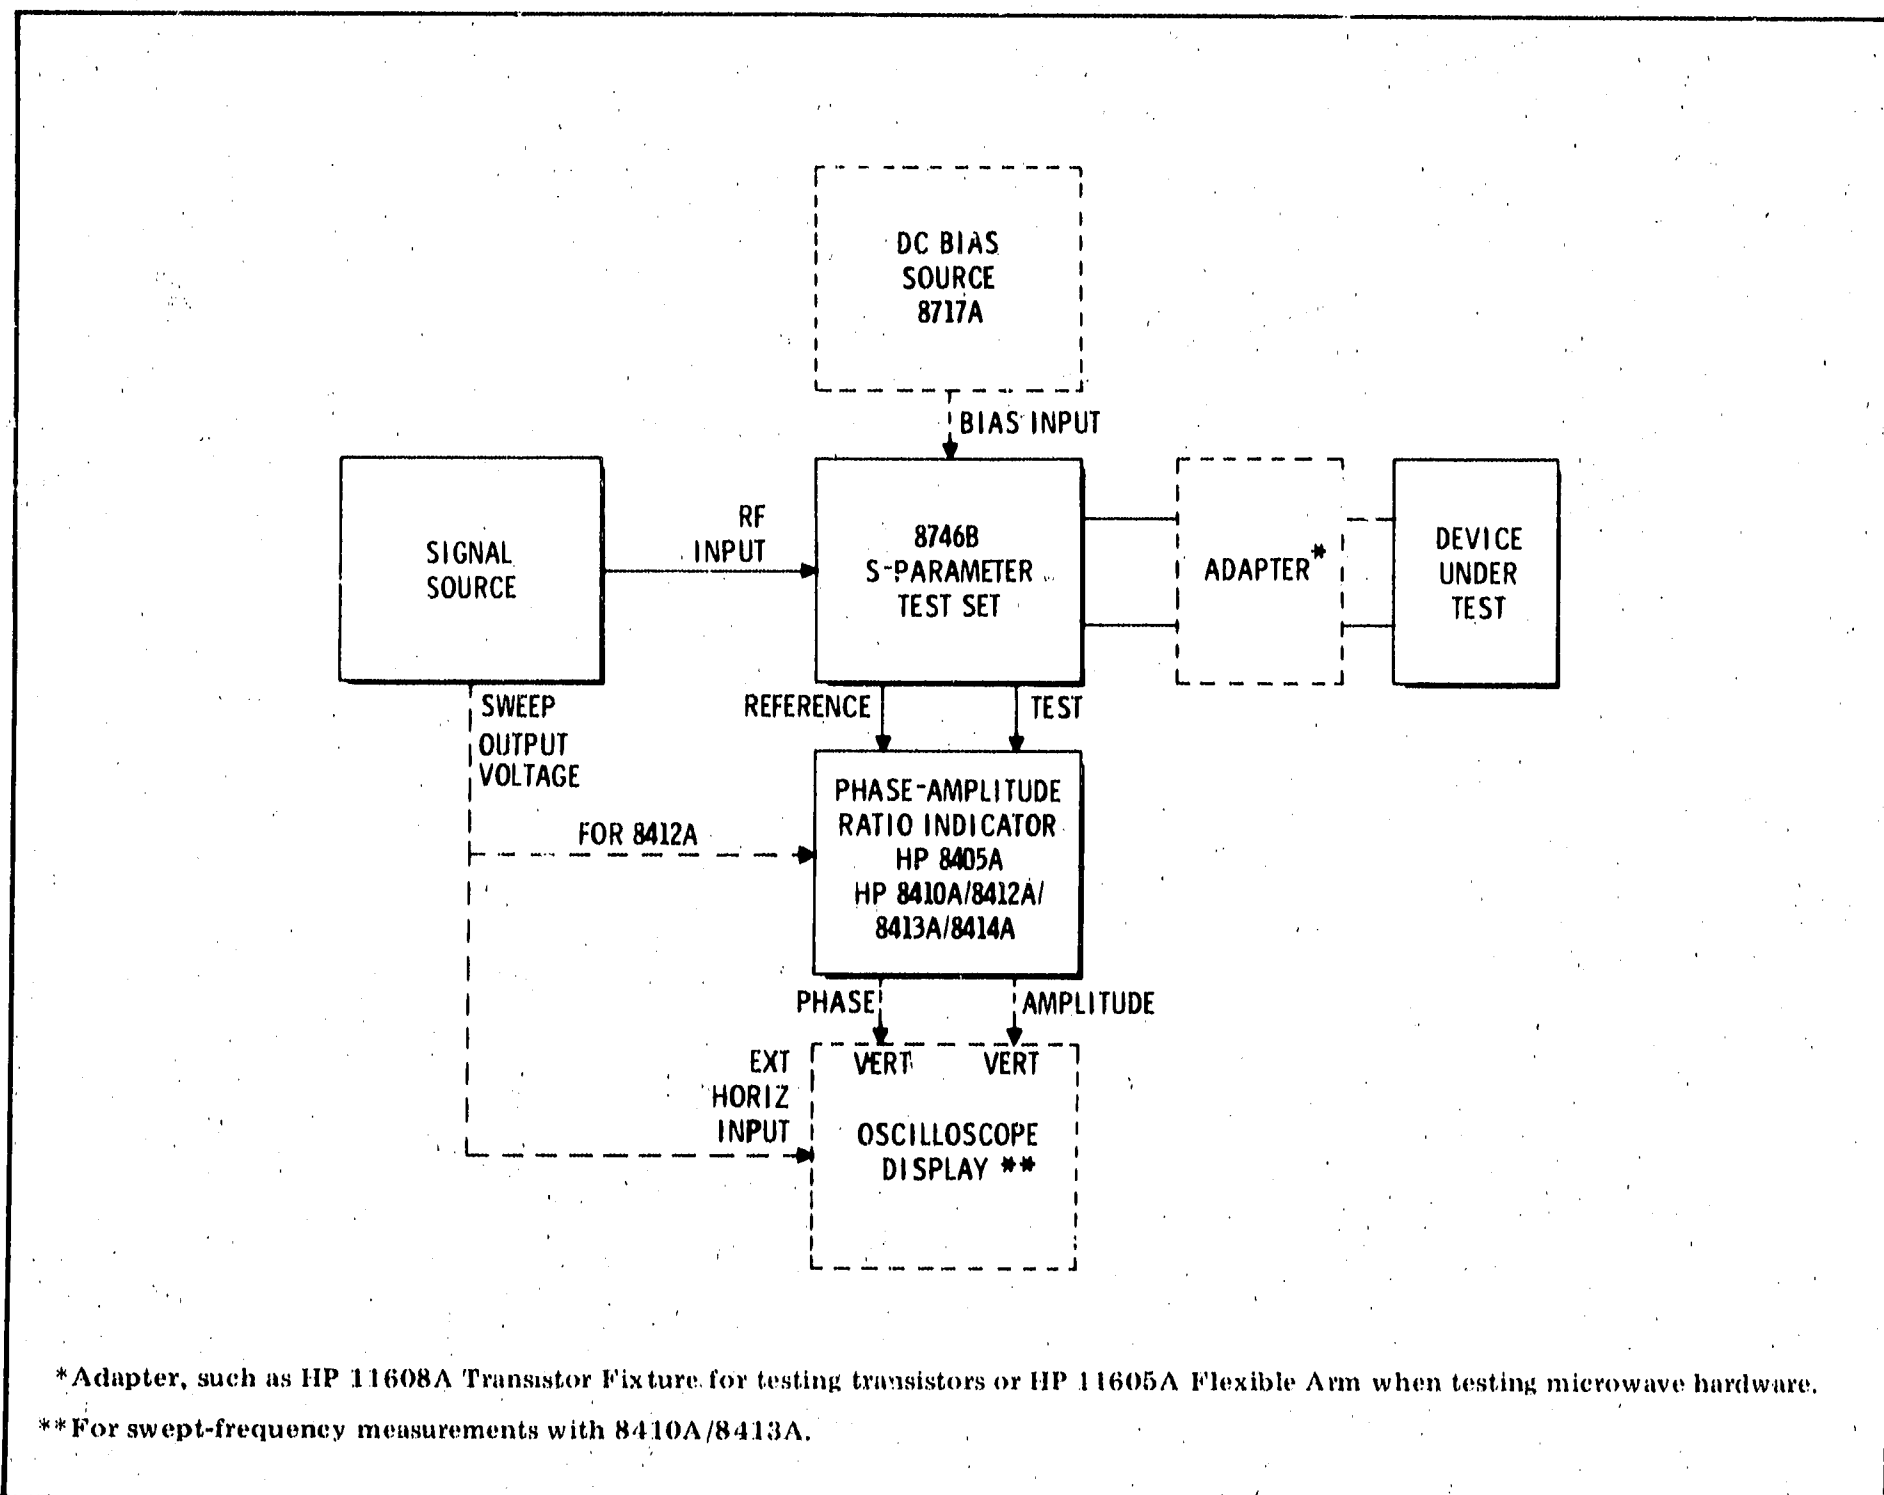 DC BIAS
SOURCE
8717A
BIAS INPUT
SIGNAL
SOURCE
RF
INPUT
8746B
S-PARAMETER
TEST SET
ADAPTER*
DEVICE
UNDER
TEST
SWEEP
OUTPUT
VOLTAGE
REFERENCE
TEST
FOR 8412A
PHASE-AMPLITUDE
RATIO INDICATOR
HP 8405A
HP 8410A/8412A/
8413A/8414A
PHASE
AMPLITUDE
EXT
HORIZ
INPUT
VERT VERT
OSCILLOSCOPE
DISPLAY **
*Adapter, such as HP 11608A Transistor Fixture for testing transistors or HP 11605A Flexible Arm when testing microwave hardware.
**For swept-frequency measurements with 8410A/8413A.